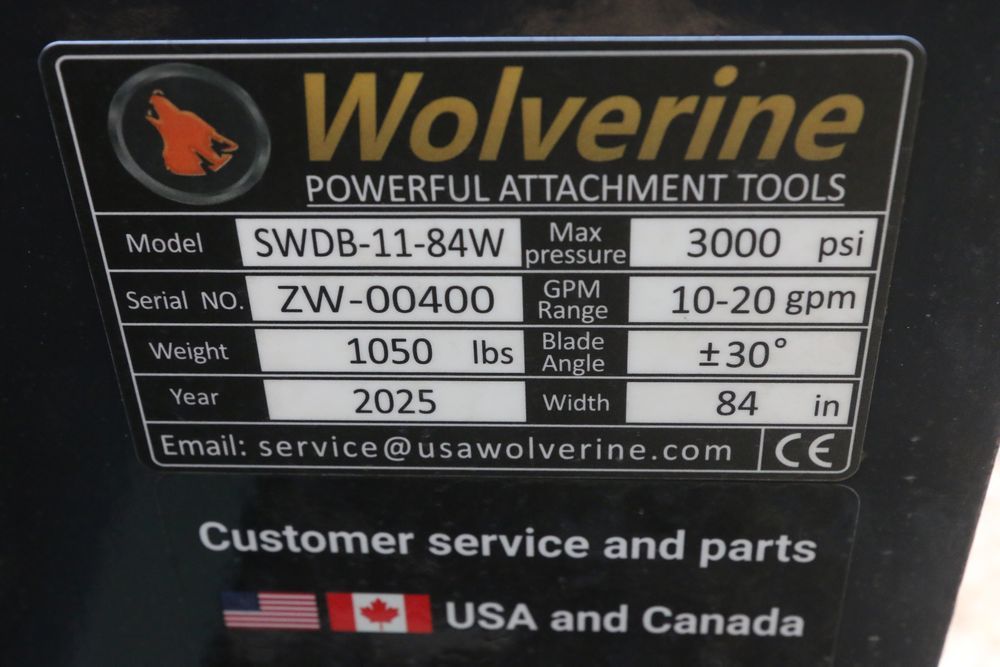 Wolverine
POWERFUL ATTACHMENT TOOLS
Model SWDB-11-84W Max pressure 3000 psi
Serial NO. ZW-00400 GPM Range 10-20 gpm
Weight 1050 lbs Blade Angle ±30°
Year 2025 Width 84 in
Email: service@usawolverine.com CE
Customer service and parts
USA and Canada